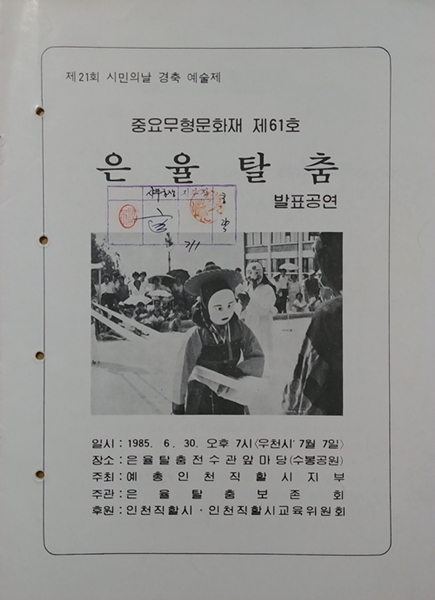 제21회 시민의날 경축 예술제
중요무형문화재 제61호
은 율 탈 춤
발표공연
7/1
일시 : 1985. 6. 30. 오후 7시〈우천시 7월 7일〉
장소 : 은율탈춤전수관앞마당(수봉공원)
주최 : 예총인천직할시지부
주관 : 은율탈춤보존회
후원 : 인천직할시 · 인천직할시교육위원회